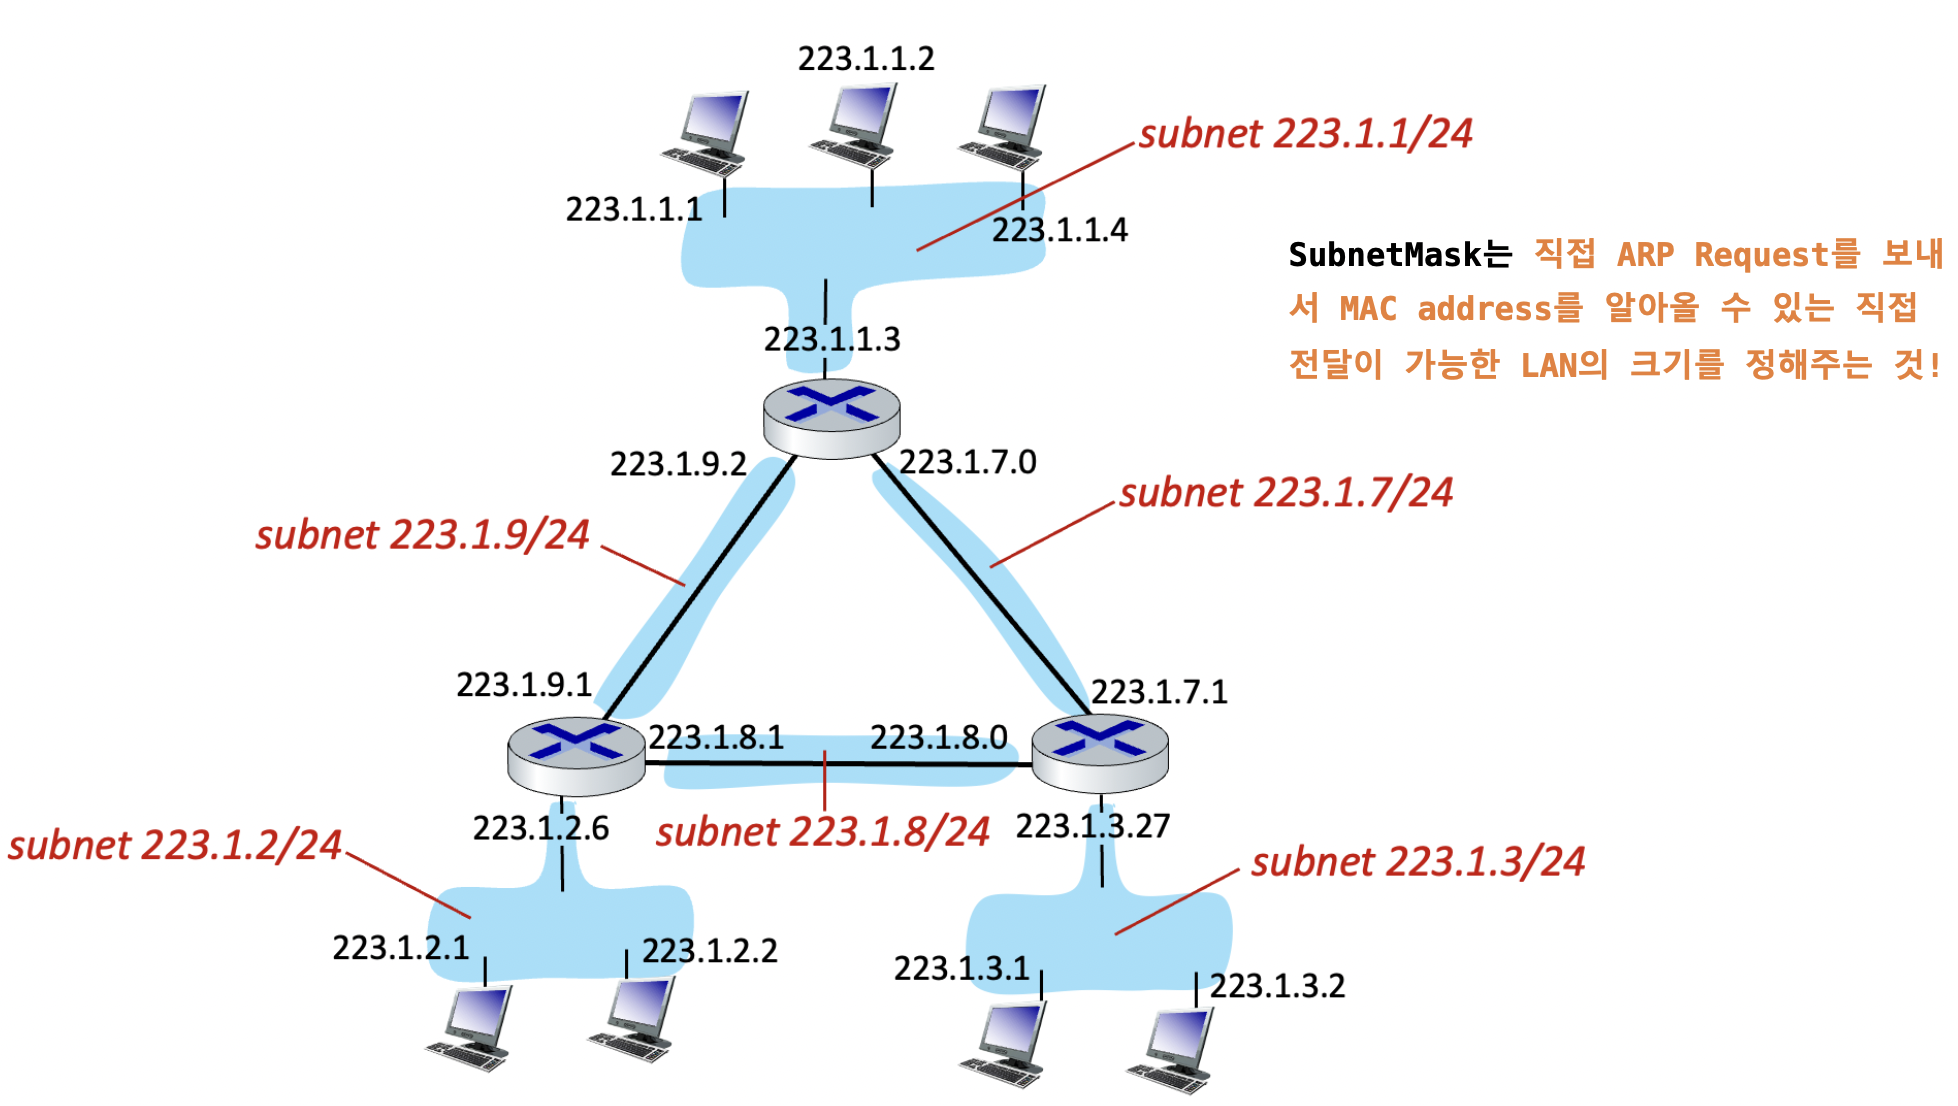 223.1.1.2
subnet 223.1.1/24
223.1.1.1
223.1.1.4
SubnetMask는 직접 ARP Request를 보내
서 MAC address를 알아올 수 있는 직접
전달이 가능한 LAN의 크기를 정해주는 것!
223.1.1.3
223.1.9.2
223.1.7.0
subnet 223.1.7/24
subnet 223.1.9/24
223.1.9.1
223.1.7.1
223.1.8.1
223.1.8.0
223.1.2.6
subnet 223.1.8/24
223.1.3.27
subnet 223.1.2/24
subnet 223.1.3/24
223.1.2.1
223.1.2.2
223.1.3.1
223.1.3.2